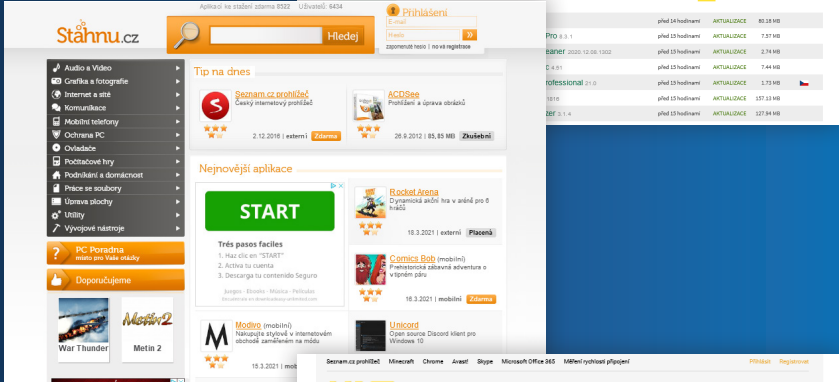 Aplikací ke stažení zdarma 8522 Uživatelů: 6434
Stáhnu.cz
Hledej
Přihlášení
E-mail
Heslo
zapomenuté heslo | nová registrace
Audio a Video
Grafika a fotografie
Internet a sítě
Komunikace
Mobilní telefony
Ochrana PC
Ovladače
Počítačové hry
Podnikání a domácnost
Práce se soubory
Úprava plochy
Utility
Vývojové nástroje
PC Poradna
místo pro Vaše otázky
Doporučujeme
War Thunder
Metin2
Metin 2
Tip na dnes
Seznam.cz prohlížeč
Český internetový prohlížeč
2.12.2016 | externí Zdarma
ACDSee
Prohlížení a úprava obrázků
26.9.2012 | 85,85 MB Zkušební
Nejnovější aplikace
START
Trés pasos faciles
1. Haz clic en "START"
2. Activa tu cuenta
3. Descarga tu contenido Seguro
Juegos - Ebooks - Música - Películas
Rocket Arena
Dynamická akční hra v aréně pro 6
hráčů
18.3.2021 | externí Placená
Comics Bob (mobilní)
Prehistorická zábavná adventura o
vtipném páru
16.3.2021 | mobilní Zdarma
Modivo (mobilní)
Nakupujte stylově v internetovém
obchodě zaměřeném na módu
15.3.2021 | mob
Unicord
Open source Discord klient pro
Windows 10
před 14 hodinami AKTUALIZACE 80.18 MB
Pro 8.3.1 před 15 hodinami AKTUALIZACE 7.57 MB
eaner 2020.12.08.1202 před 15 hodinami AKTUALIZACE 2.74 MB
C 4.61 před 15 hodinami AKTUALIZACE 7.44 MB
rofessional 21.0 před 15 hodinami AKTUALIZACE 1.73 MB
1818 před 15 hodinami AKTUALIZACE 157.13 MB
zer 3.1.4 před 15 hodinami AKTUALIZACE 127.94 MB
Seznam.cz prohlížeč Minecraft Chrome Avast! Skype Microsoft Office 365 Měření rychlosti připojení Přihlásit Registrovat